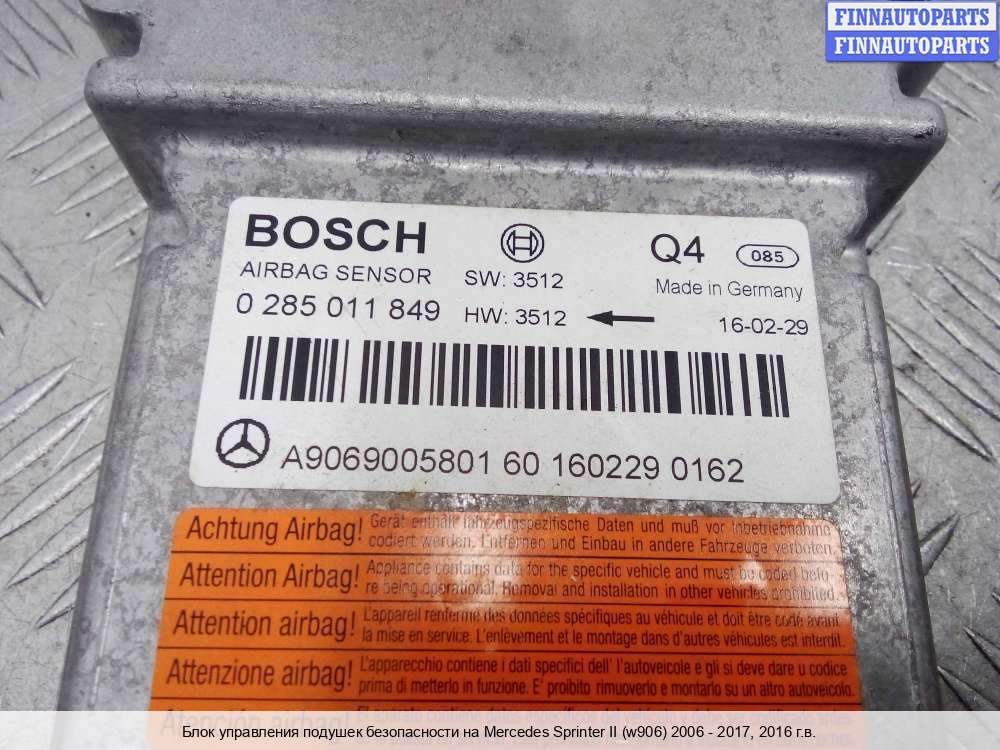 FINNAUTOPARTS
FINNAUTOPARTS
BOSCH
Q4
085
AIRBAG SENSOR
SW: 3512
Made in Germany
0 285 011 849
HW: 3512
16-02-29
A9069005801 60 160229 0162
Achtung Airbag! Gerät enthält fahrzeugspezifische Daten und muß vor Inbetriebnahme
codiert werden. Entfernen und Einbau in andere Fahrzeuge verboten.
Attention Airbag! Appliance contains data for the specific vehicle and must be coded befo-
re being operational. Removal and installation in other vehicles prohibited.
Attention airbag! L'appareil renferme des données spécifiques au véhicule et doit être codé avant
la mise en service. L'enlèvement et le montage dans d'autres véhicules est interdit.
Attenzione airbag! L'apparecchio contiene i dati specifici dell' l'autoveicole e gli si deve dare u codice
prima di metterlo in funzione. E' proibito rimuoverlo e montarlo su un altro autoveicolo.
Atención airbag!
Блок управления подушек безопасности на Mercedes Sprinter II (w906) 2006 - 2017, 2016 г.в.